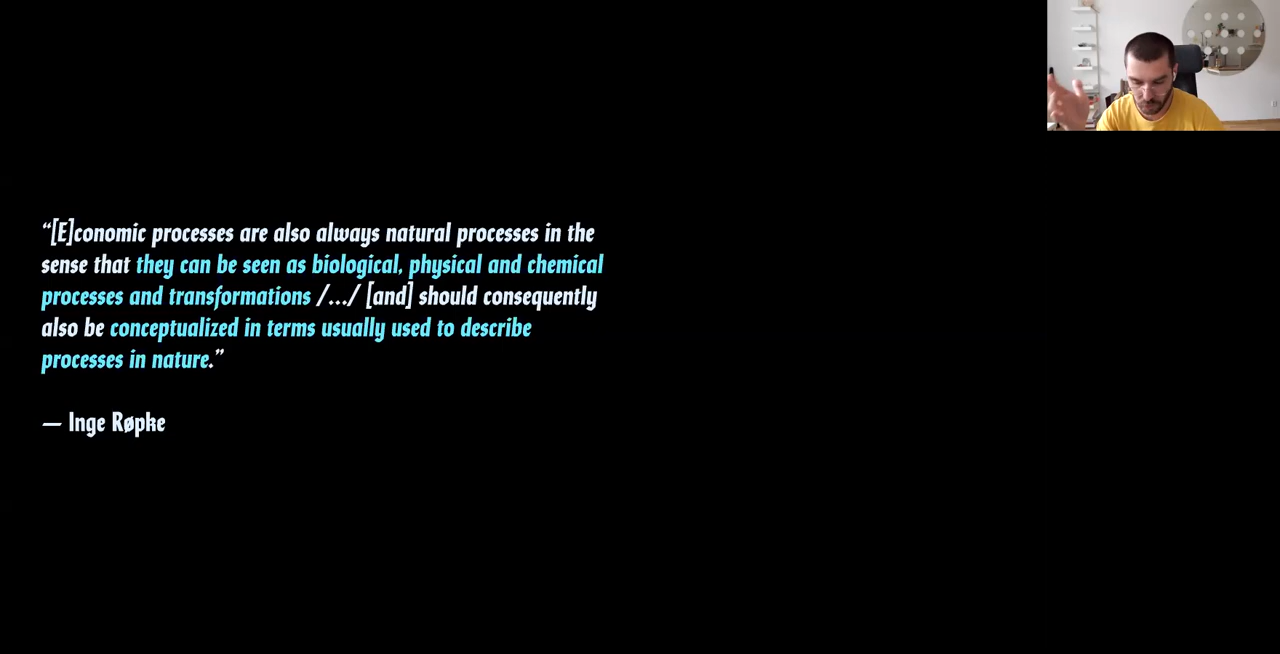 “[E]conomic processes are also always natural processes in the
sense that they can be seen as biological, physical and chemical
processes and transformations /.../ [and] should consequently
also be conceptualized in terms usually used to describe
processes in nature.”
— Inge Røpke